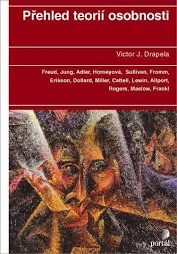 Přehled teorií osobnosti
Victor J. Drapela
Freud, Jung, Adler, Horneyová, Sullivan, Fromm,
Erikson, Dollard, Miller, Cattell, Lewin, Allport,
Rogers, Maslow, Frankl
portál